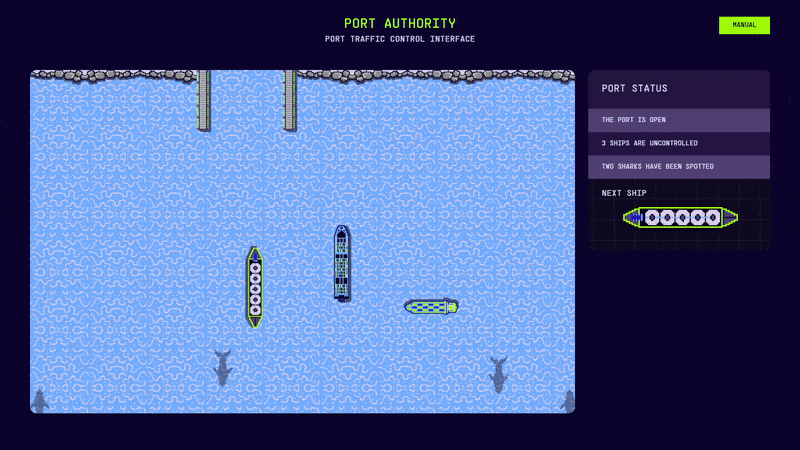 PORT AUTHORITY
PORT TRAFFIC CONTROL INTERFACE
MANUAL
PORT STATUS
THE PORT IS OPEN
3 SHIPS ARE UNCONTROLLED
TWO SHARKS HAVE BEEN SPOTTED
NEXT SHIP